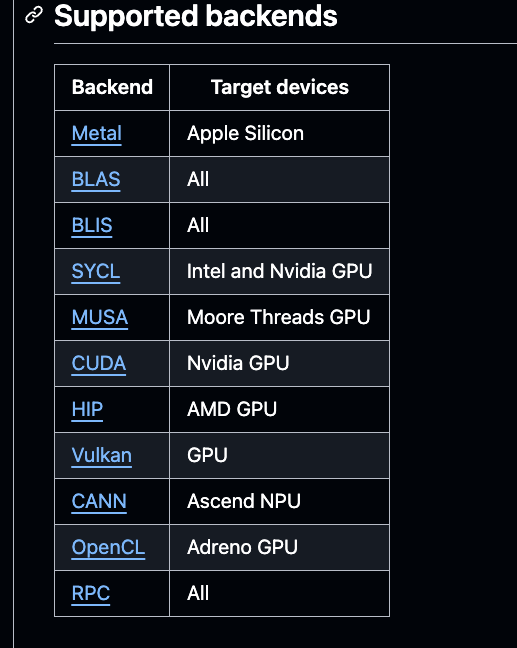 Supported backends
Backend Target devices
Metal Apple Silicon
BLAS All
BLIS All
SYCL Intel and Nvidia GPU
MUSA Moore Threads GPU
CUDA Nvidia GPU
HIP AMD GPU
Vulkan GPU
CANN Ascend NPU
OpenCL Adreno GPU
RPC All